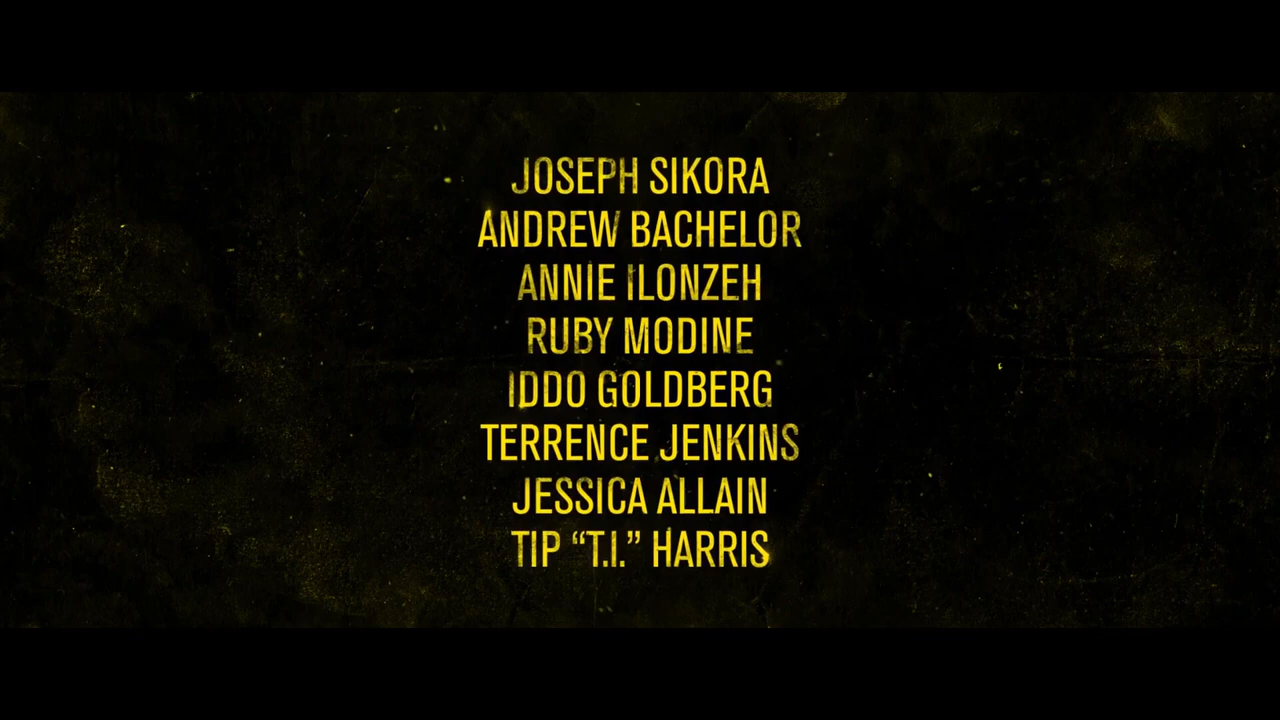 JOSEPH SIKORA
ANDREW BACHELOR
ANNIE ILONZEH
RUBY MODINE
IDDO GOLDBERG
TERRENCE JENKINS
JESSICA ALLAIN
TIP “T.I.” HARRIS